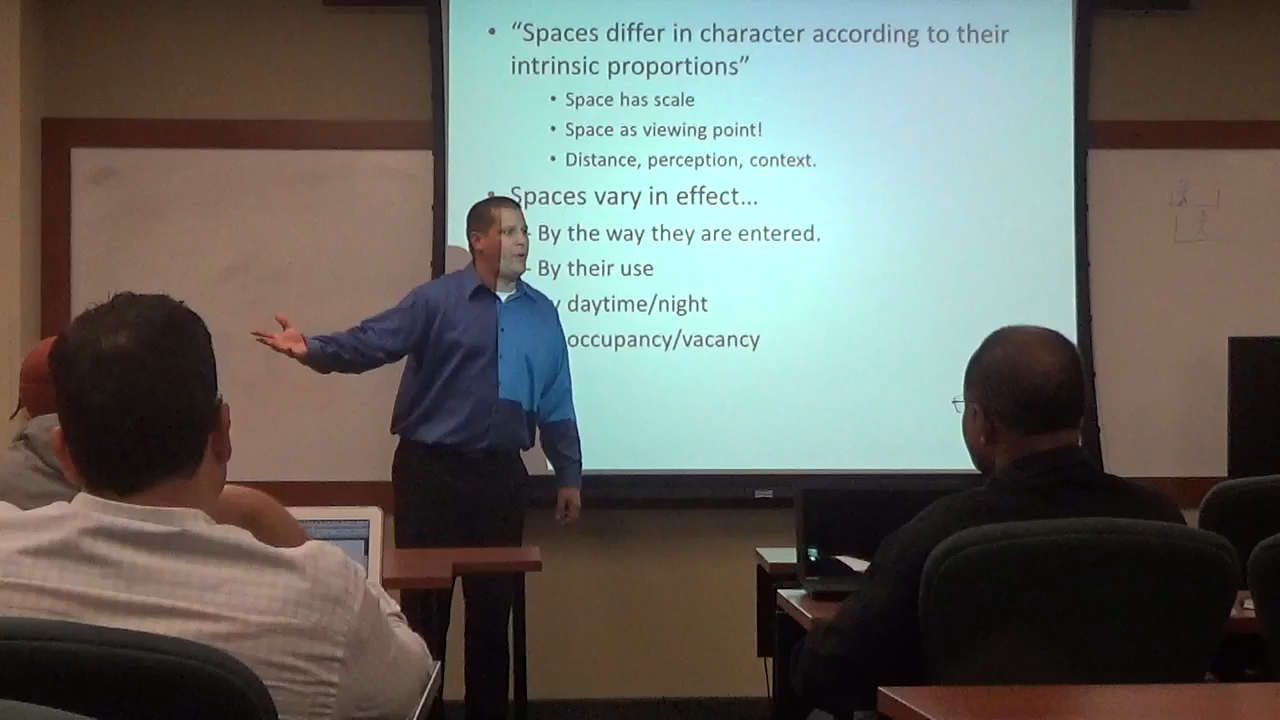 • “Spaces differ in character according to their
intrinsic proportions”
• Space has scale
• Space as viewing point!
• Distance, perception, context.
• Spaces vary in effect...
- By the way they are entered.
- By their use
y daytime/night
occupancy/vacancy